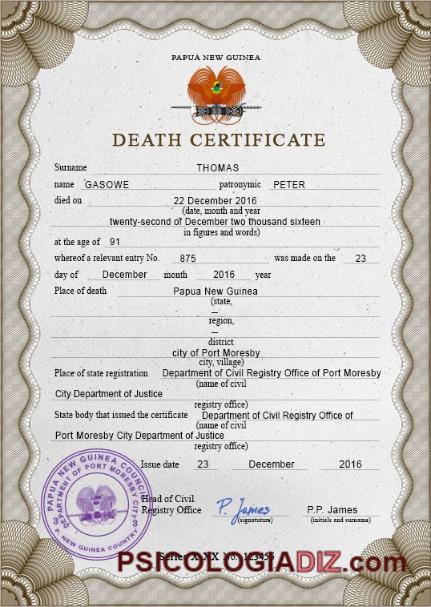 PAPUA NEW GUINEA
DEATH CERTIFICATE
Surname THOMAS
name GASOWE patronymic PETER
died on 22 December 2016
(date, month and year
twenty-second of December two thousand sixteen
in figures and words)
at the age of 91
whereof a relevant entry No. 875 was made on the 23
day of December month 2016 year
Place of death Papua New Guinea
(state,
—
region,
—
district
city of Port Moresby
city, village)
Place of state registration Department of Civil Registry Office of Port Moresby
(name of civil
City Department of Justice
registry office)
State body that issued the certificate Department of Civil Registry Office of
(name of civil
Port Moresby City Department of Justice
registry office)
Issue date 23 December 2016
PAPUA NEW GUINEA COUNCIL
DEPARTMENT OF PORT MORESBY CITY
NEW GUINEA COUNTRY
Head of Civil
Registry Office P. James P.P. James
(signature) (initials and surname)
Series XXX No. 123456
PSICOLOGIADIZ.com